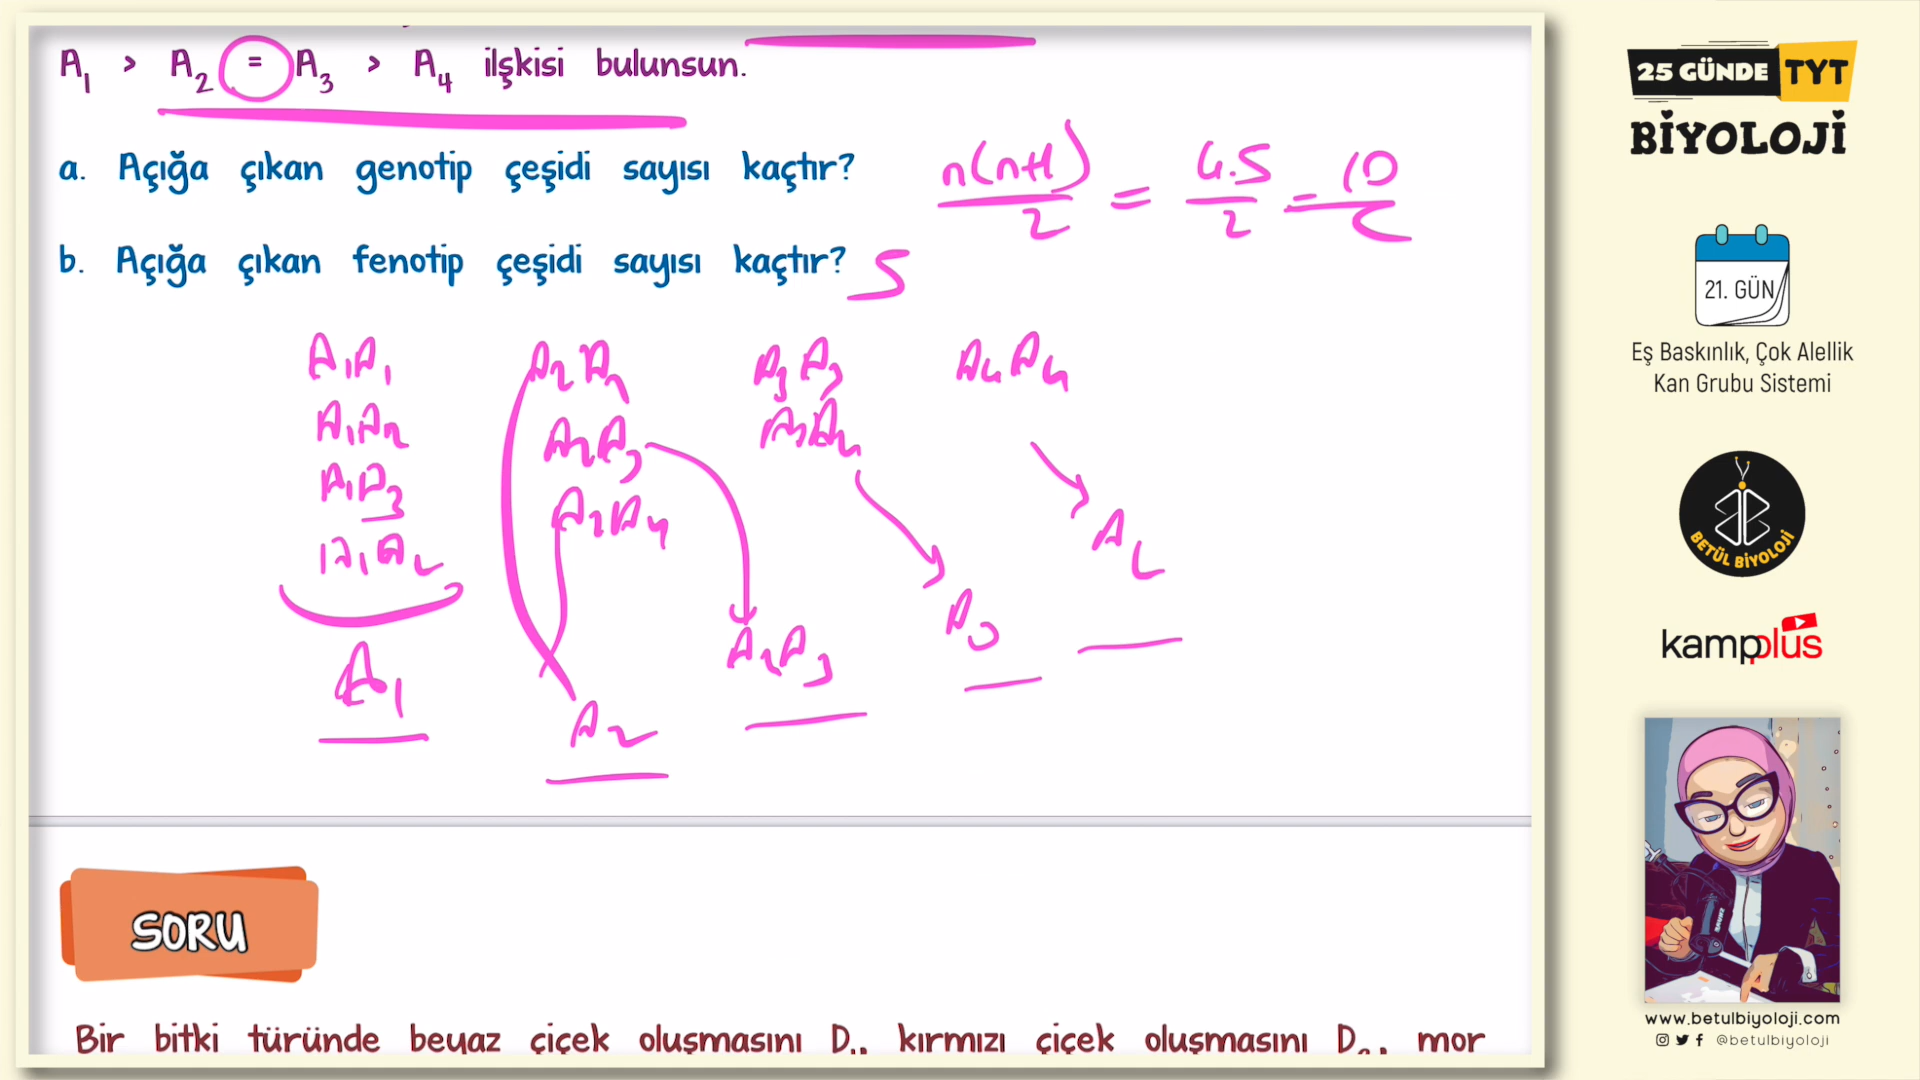 A₁ > A₂ = A₃ > A₄ ilşkisi bulunsun.
a. Açığa çıkan genotip çeşidi sayısı kaçtır?
n(n+1)/2 = 4.5/2 = 10
b. Açığa çıkan fenotip çeşidi sayısı kaçtır? 5
A₁A₁ A₂A₂ A₃A₃ A₄A₄
A₁A₂ A₂A₃ A₃A₄
A₁A₃ A₂A₄
A₁A₄
A₁ A₂ A₂A₃ A₃ A₄
SORU
Bir bitki türünde beyaz çiçek oluşmasını D₁, kırmızı çiçek oluşmasını D₂, mor
25 GÜNDE TYT
BİYOLOJİ
21. GÜN
Eş Baskınlık, Çok Alellik
Kan Grubu Sistemi
BETÜL BİYOLOJİ
kampplus
www.betulbiyoloji.com
@betulbiyoloji